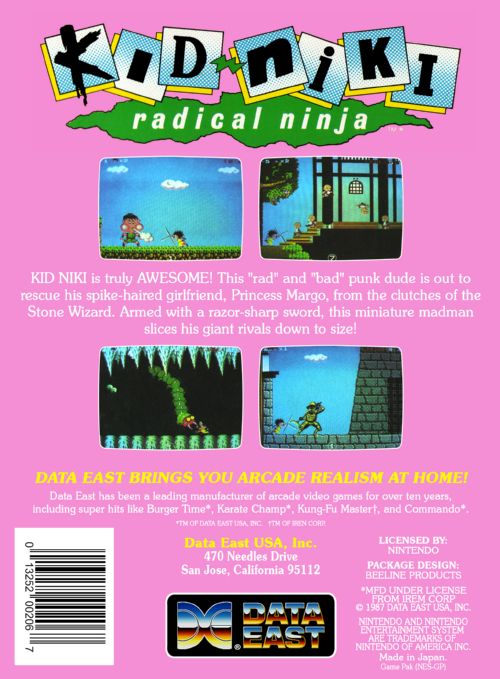 KID NIKI
radical ninja
TM *
KID NIKI is truly AWESOME! This "rad" and "bad" punk dude is out to
rescue his spike-haired girlfriend, Princess Margo, from the clutches of the
Stone Wizard. Armed with a razor-sharp sword, this miniature madman
slices his giant rivals down to size!
DATA EAST BRINGS YOU ARCADE REALISM AT HOME!
Data East has been a leading manufacturer of arcade video games for over ten years,
including super hits like Burger Time*, Karate Champ*, Kung-Fu Master†, and Commando*.
*TM OF DATA EAST USA, INC. †TM OF IREN CORP.
Data East USA, Inc.
470 Needles Drive
San Jose, California 95112
DATA
EAST
®
LICENSED BY:
NINTENDO
PACKAGE DESIGN:
BEELINE PRODUCTS
*MFD UNDER LICENSE
FROM IREM CORP
© 1987 DATA EAST USA, INC.
NINTENDO AND NINTENDO
ENTERTAINMENT SYSTEM
ARE TRADEMARKS OF
NINTENDO OF AMERICA INC.
Made in Japan.
Game Pak (NES-GP)
0 13252 00206 7